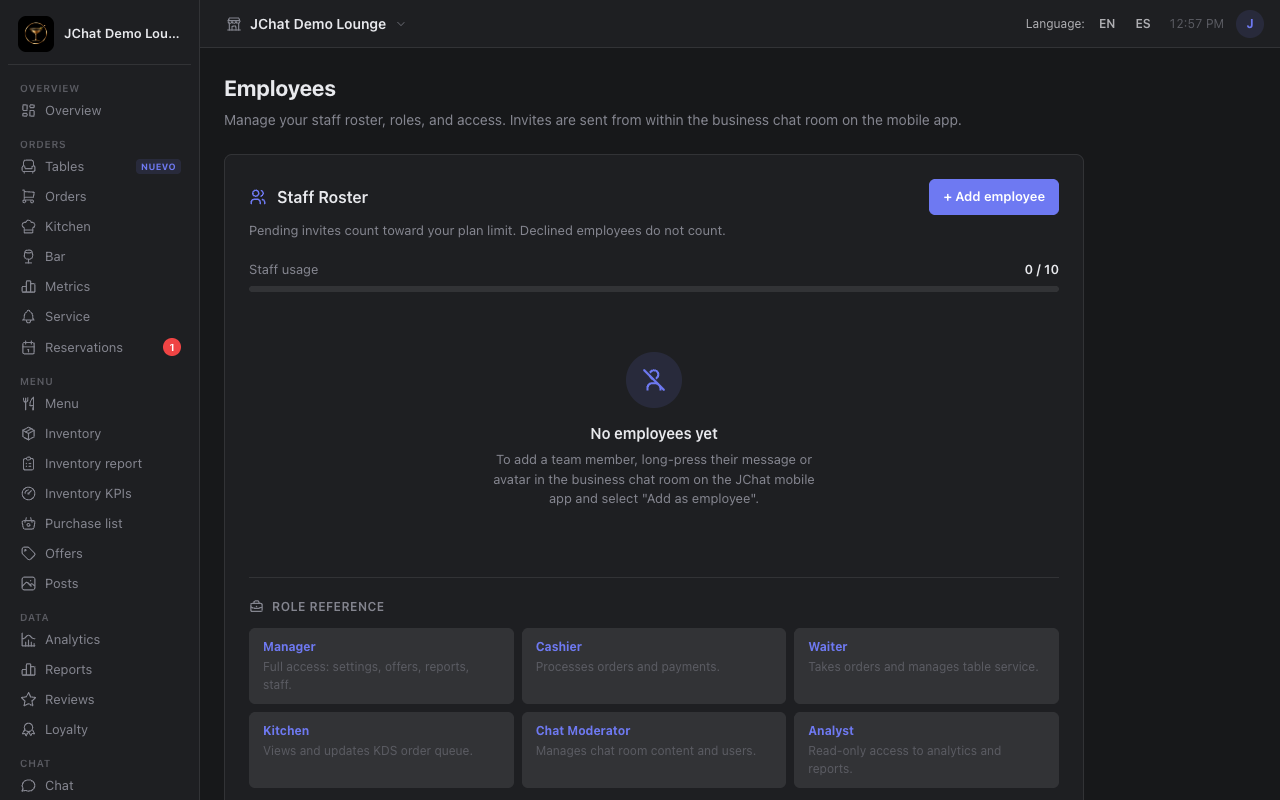 JChat Demo Lou...
OVERVIEW
Overview
ORDERS
Tables
NUEVO
Orders
Kitchen
Bar
Metrics
Service
Reservations
1
MENU
Menu
Inventory
Inventory report
Inventory KPIs
Purchase list
Offers
Posts
DATA
Analytics
Reports
Reviews
Loyalty
CHAT
Chat
JChat Demo Lounge
Language:
EN
ES
12:57 PM
J
Employees
Manage your staff roster, roles, and access. Invites are sent from within the business chat room on the mobile app.
Staff Roster
+ Add employee
Pending invites count toward your plan limit. Declined employees do not count.
Staff usage
0 / 10
No employees yet
To add a team member, long-press their message or
avatar in the business chat room on the JChat mobile
app and select "Add as employee".
ROLE REFERENCE
Manager
Full access: settings, offers, reports,
staff.
Cashier
Processes orders and payments.
Waiter
Takes orders and manages table service.
Kitchen
Views and updates KDS order queue.
Chat Moderator
Manages chat room content and users.
Analyst
Read-only access to analytics and
reports.